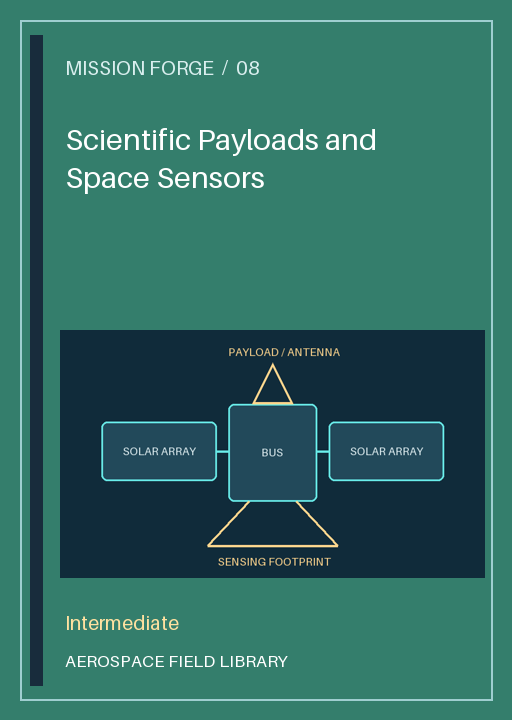 MISSION FORGE / 08
Scientific Payloads and
Space Sensors
PAYLOAD / ANTENNA
SOLAR ARRAY
BUS
SOLAR ARRAY
SENSING FOOTPRINT
Intermediate
AEROSPACE FIELD LIBRARY